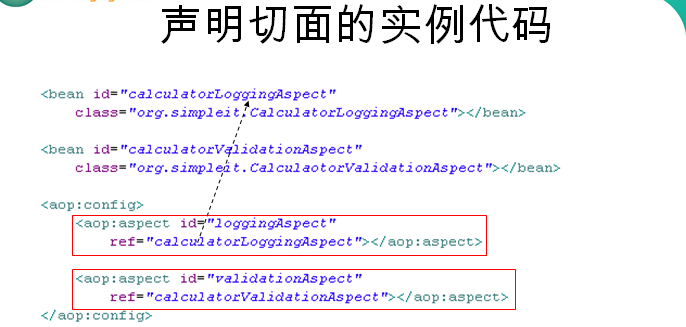 声明切面的实例代码
<bean id="calculatorLoggingAspect"
class="org.simpleit.CalculatorLoggingAspect"></bean>
<bean id="calculatorValidationAspect"
class="org.simpleit.CalculaotorValidationAspect"></bean>
<aop:config>
<aop:aspect id="loggingAspect"
ref="calculatorLoggingAspect"></aop:aspect>
<aop:aspect id="validationAspect"
ref="calculatorValidationAspect"></aop:aspect>
</aop:config>